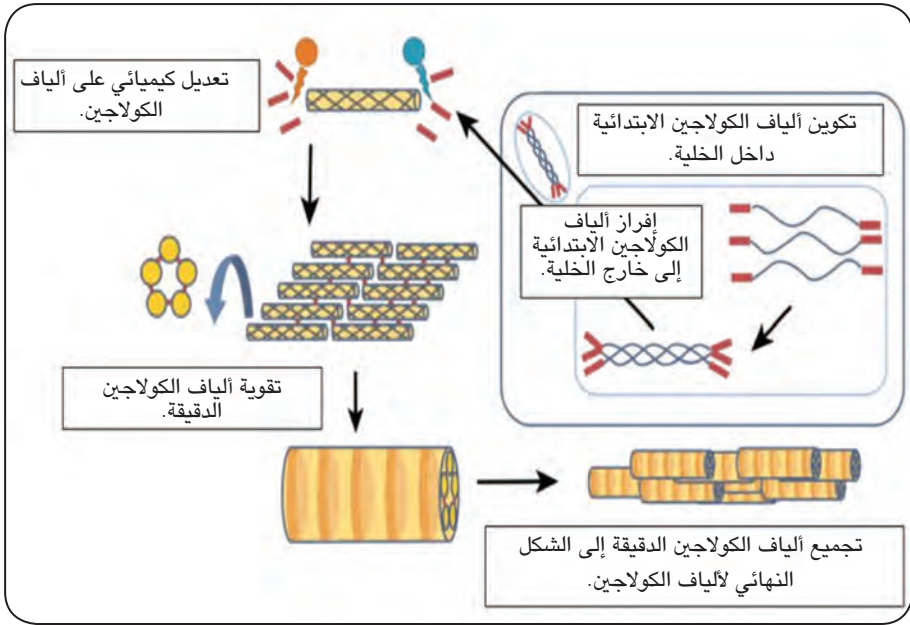 تعديل كيميائي على ألياف
الكولاجين.
تكوين ألياف الكولاجين الابتدائية
داخل الخلية.
إفراز ألياف
الكولاجين الابتدائية
إلى خارج الخلية.
تقوية ألياف الكولاجين
الدقيقة.
تجميع ألياف الكولاجين الدقيقة إلى الشكل
النهائي لألياف الكولاجين.